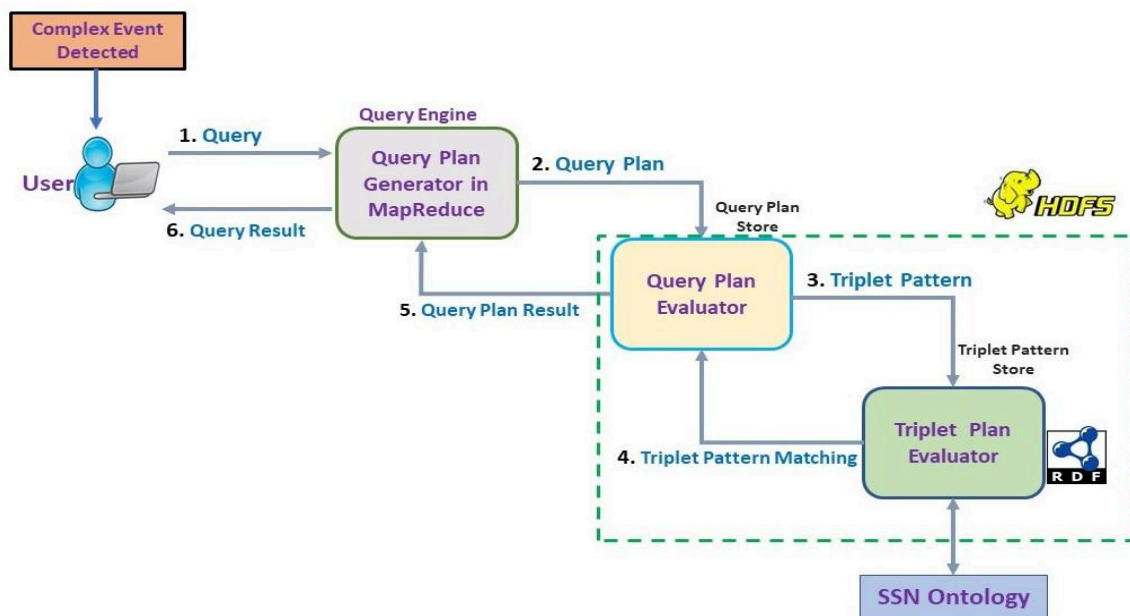 Complex Event
Detected
User
1. Query
6. Query Result
Query Engine
Query Plan
Generator in
MapReduce
2. Query Plan
Query Plan
Store
HDFS
5. Query Plan Result
Query Plan
Evaluator
3. Triplet Pattern
Triplet Pattern
Store
4. Triplet Pattern Matching
Triplet Plan
Evaluator
RDF
SSN Ontology